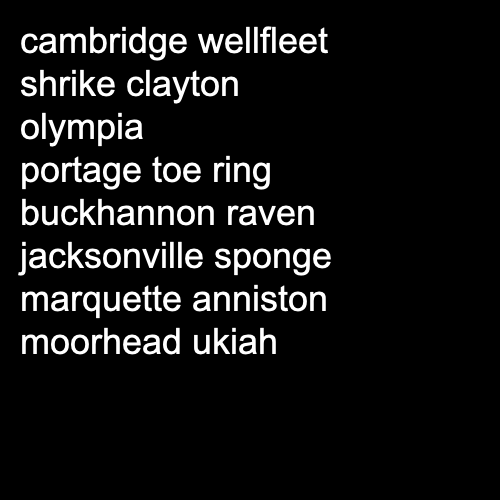 cambridge wellfleet
shrike clayton
olympia
portage toe ring
buckhannon raven
jacksonville sponge
marquette anniston
moorhead ukiah